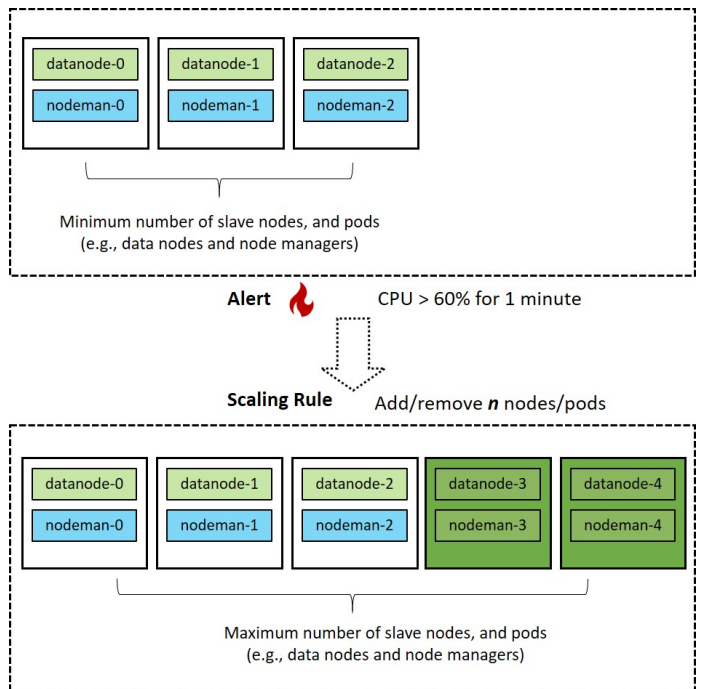 datanode-0 datanode-1 datanode-2
nodeman-0 nodeman-1 nodeman-2
Minimum number of slave nodes, and pods
(e.g., data nodes and node managers)
Alert CPU > 60% for 1 minute
Scaling Rule Add/remove n nodes/pods
datanode-0 datanode-1 datanode-2 datanode-3 datanode-4
nodeman-0 nodeman-1 nodeman-2 nodeman-3 nodeman-4
Maximum number of slave nodes, and pods
(e.g., data nodes and node managers)